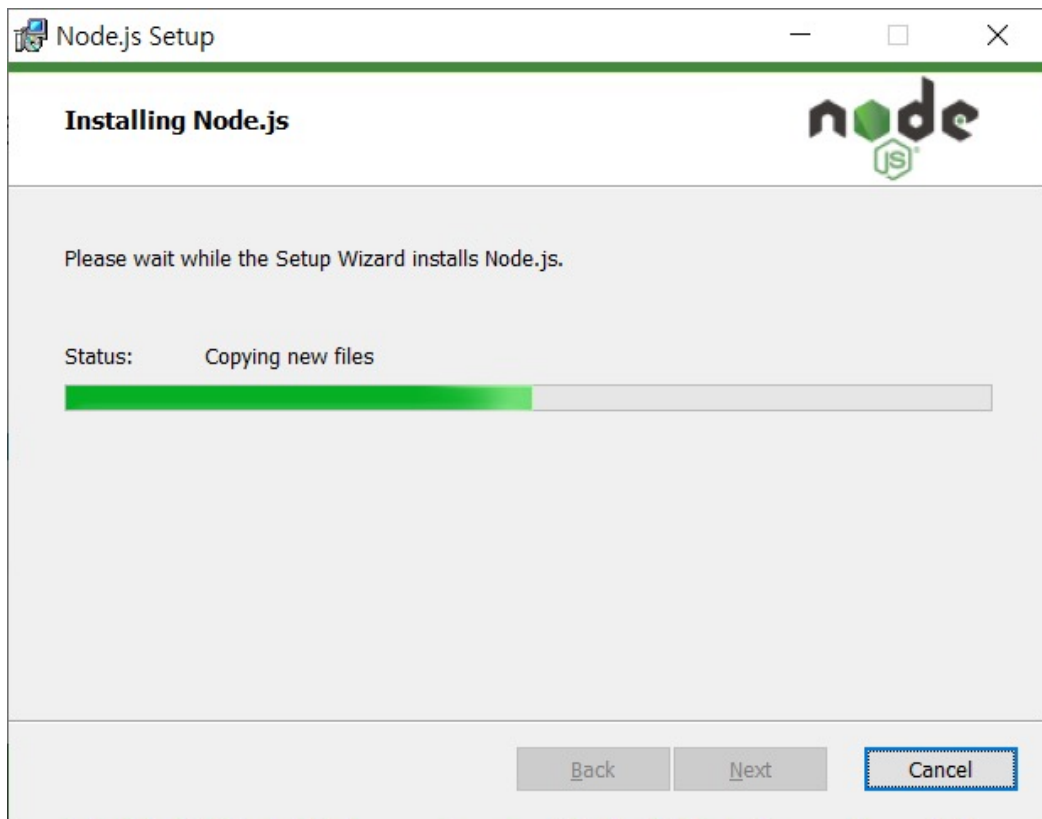 Node.js Setup
Installing Node.js
node
JS
Please wait while the Setup Wizard installs Node.js.
Status: Copying new files
Back Next Cancel